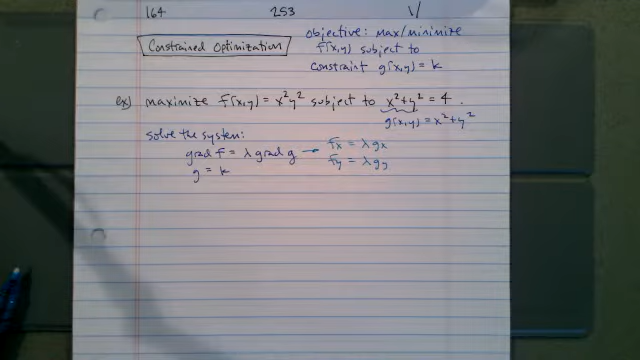 164 253 V
Constrained Optimization
objective: max/minimize
f(x,y) subject to
constraint g(x,y) = k
ex) maximize f(x,y) = x²y² subject to x²+y² = 4.
g(x,y) = x²+y²
solve the system:
grad f = λ grad g → fx = λ gx
fy = λ gy
g = k